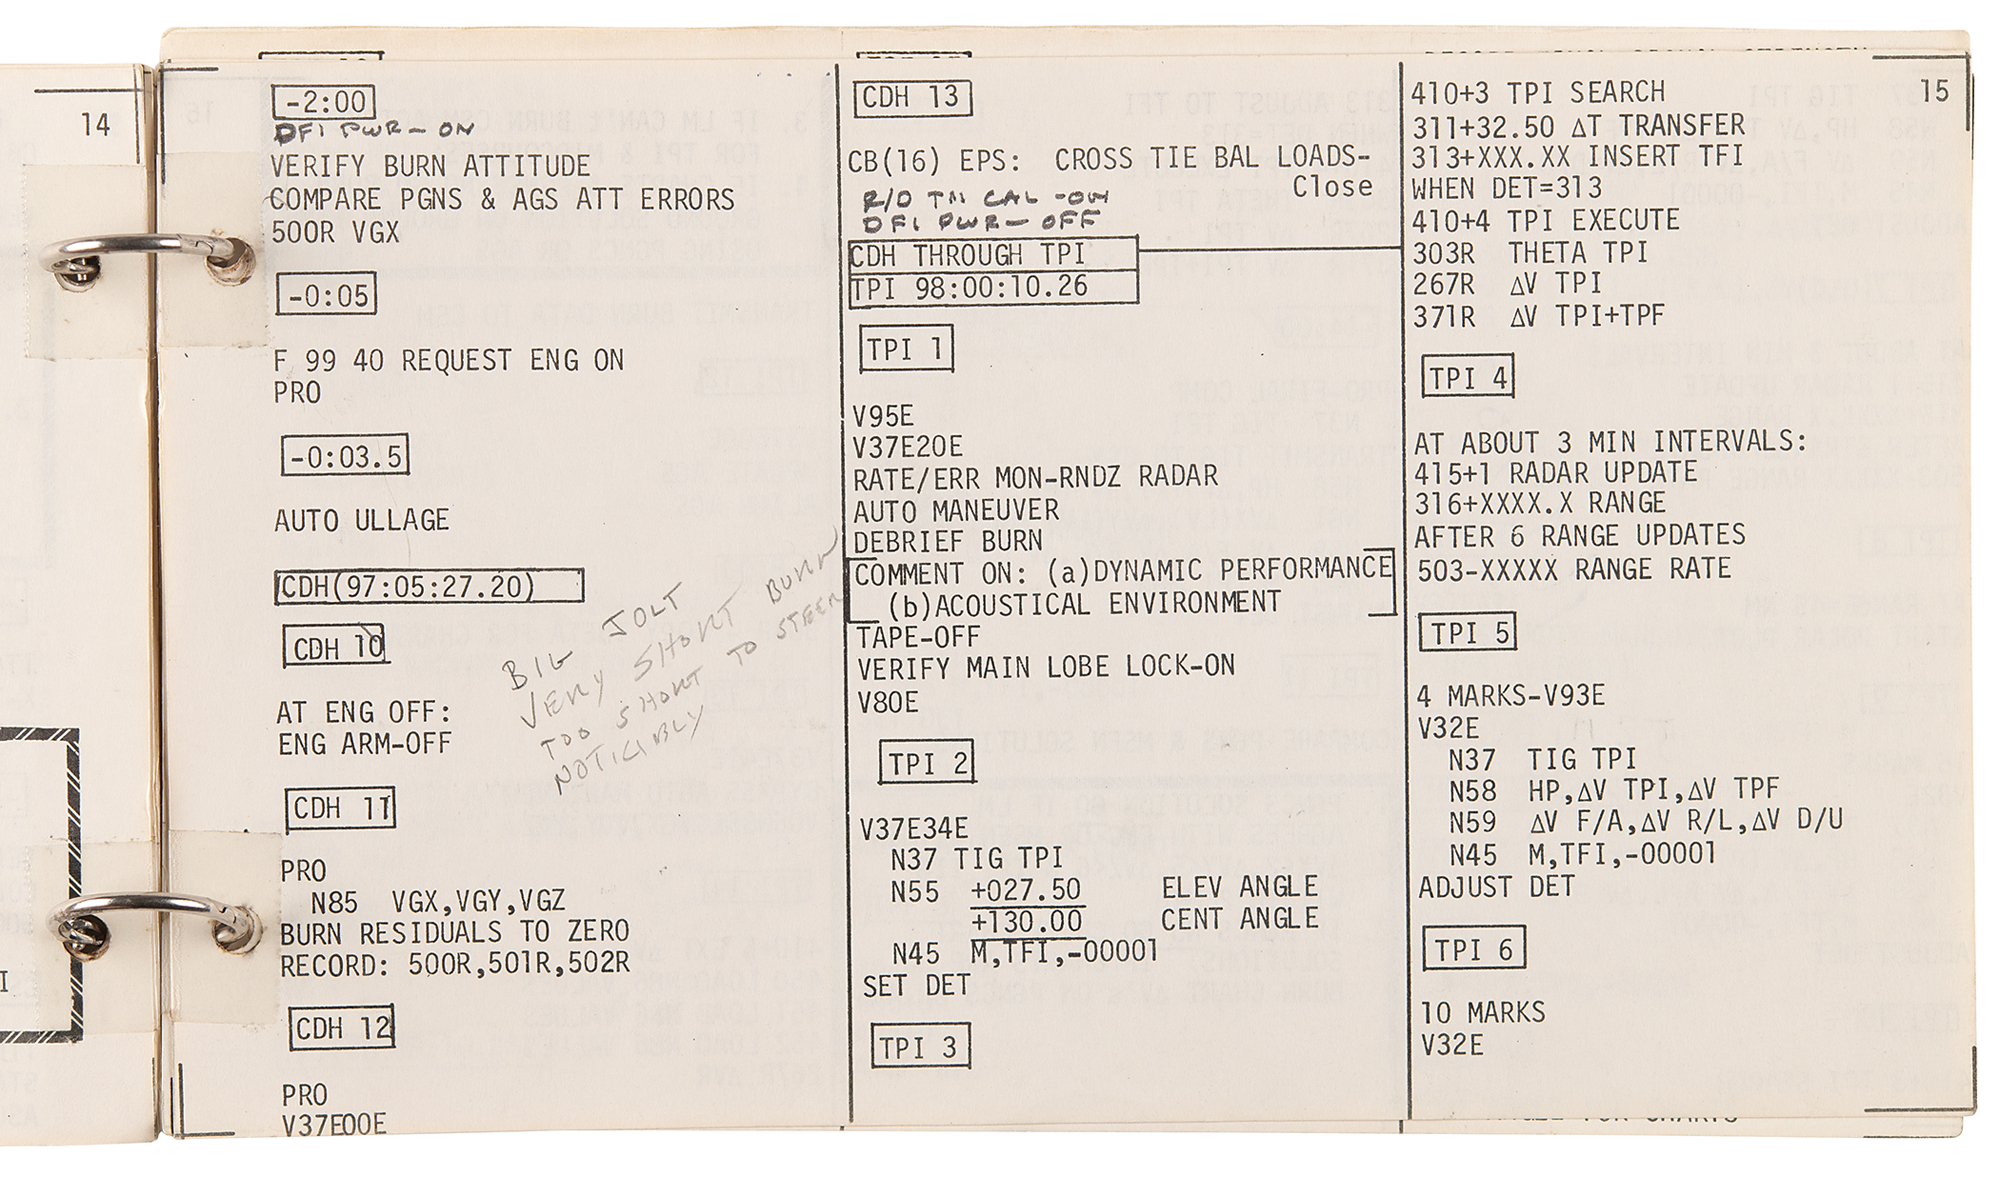 14
-2:00
DFI PWR- ON
VERIFY BURN ATTITUDE
COMPARE PGNS & AGS ATT ERRORS
500R VGX
-0:05
F 99 40 REQUEST ENG ON
PRO
-0:03.5
AUTO ULLAGE
CDH(97:05:27.20)
CDH 10
AT ENG OFF:
ENG ARM-OFF
BIG JOLT
VERY SHORT BURN
TOO SHORT TO STEER
NOTICIBLY
CDH 11
PRO
N85 VGX,VGY,VGZ
BURN RESIDUALS TO ZERO
RECORD: 500R,501R,502R
CDH 12
PRO
V37E00E
CDH 13
CB(16) EPS: CROSS TIE BAL LOADS-
Close
R/D TM CAL -ON
DFI PWR- OFF
CDH THROUGH TPI
TPI 98:00:10.26
TPI 1
V95E
V37E20E
RATE/ERR MON-RNDZ RADAR
AUTO MANEUVER
DEBRIEF BURN
COMMENT ON: (a)DYNAMIC PERFORMANCE
(b)ACOUSTICAL ENVIRONMENT
TAPE-OFF
VERIFY MAIN LOBE LOCK-ON
V80E
TPI 2
V37E34E
N37 TIG TPI
N55 +027.50 ELEV ANGLE
+130.00 CENT ANGLE
N45 M,TFI,-00001
SET DET
TPI 3
15
410+3 TPI SEARCH
311+32.50 ΔT TRANSFER
313+XXX.XX INSERT TFI
WHEN DET=313
410+4 TPI EXECUTE
303R THETA TPI
267R ΔV TPI
371R ΔV TPI+TPF
TPI 4
AT ABOUT 3 MIN INTERVALS:
415+1 RADAR UPDATE
316+XXXX.X RANGE
AFTER 6 RANGE UPDATES
503-XXXXX RANGE RATE
TPI 5
4 MARKS-V93E
V32E
N37 TIG TPI
N58 HP,ΔV TPI,ΔV TPF
N59 ΔV F/A,ΔV R/L,ΔV D/U
N45 M,TFI,-00001
ADJUST DET
TPI 6
10 MARKS
V32E